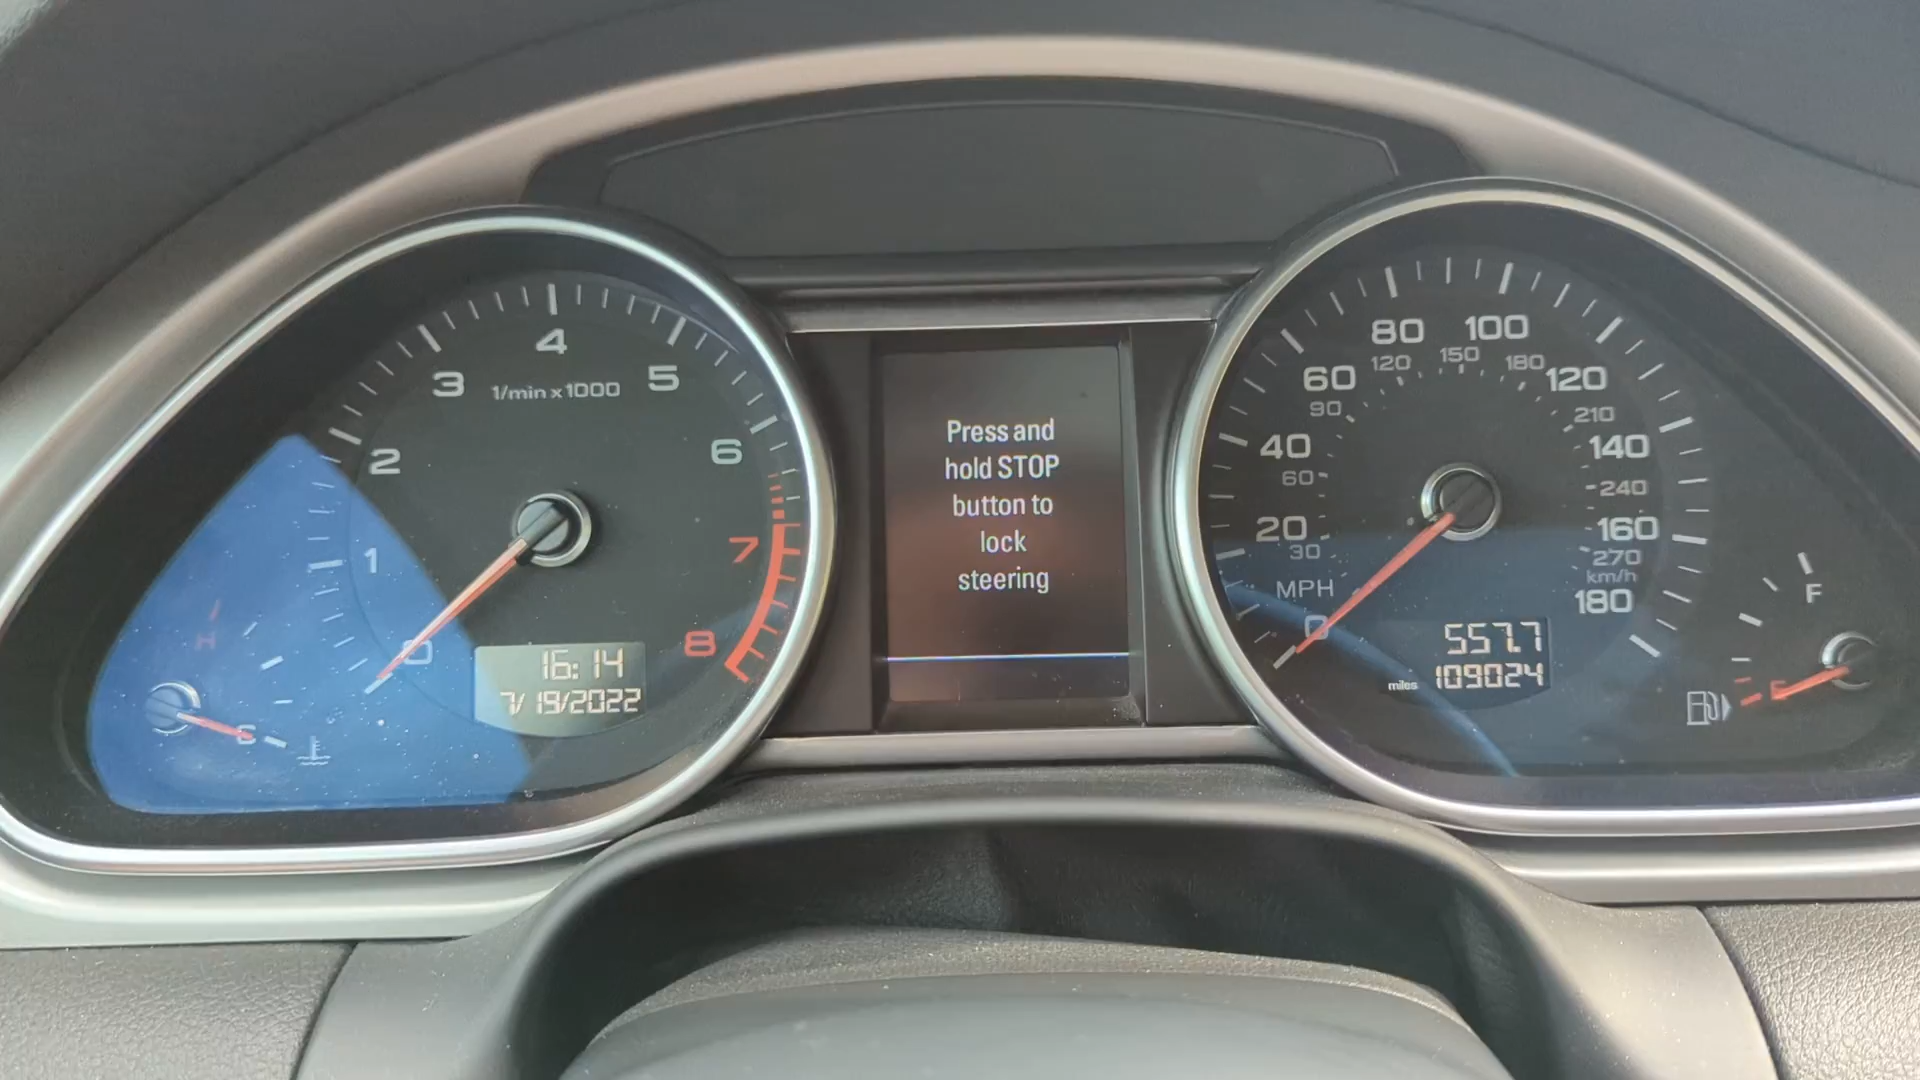 4
3
1/min x 1000
5
2
6
1
7
0
8
H
C
16:14
7/19/2022
Press and
hold STOP
button to
lock
steering
80
100
60
120
150
180
120
90
210
40
140
60
240
20
160
30
270
MPH
km/h
0
180
557.7
miles 109024
F
E